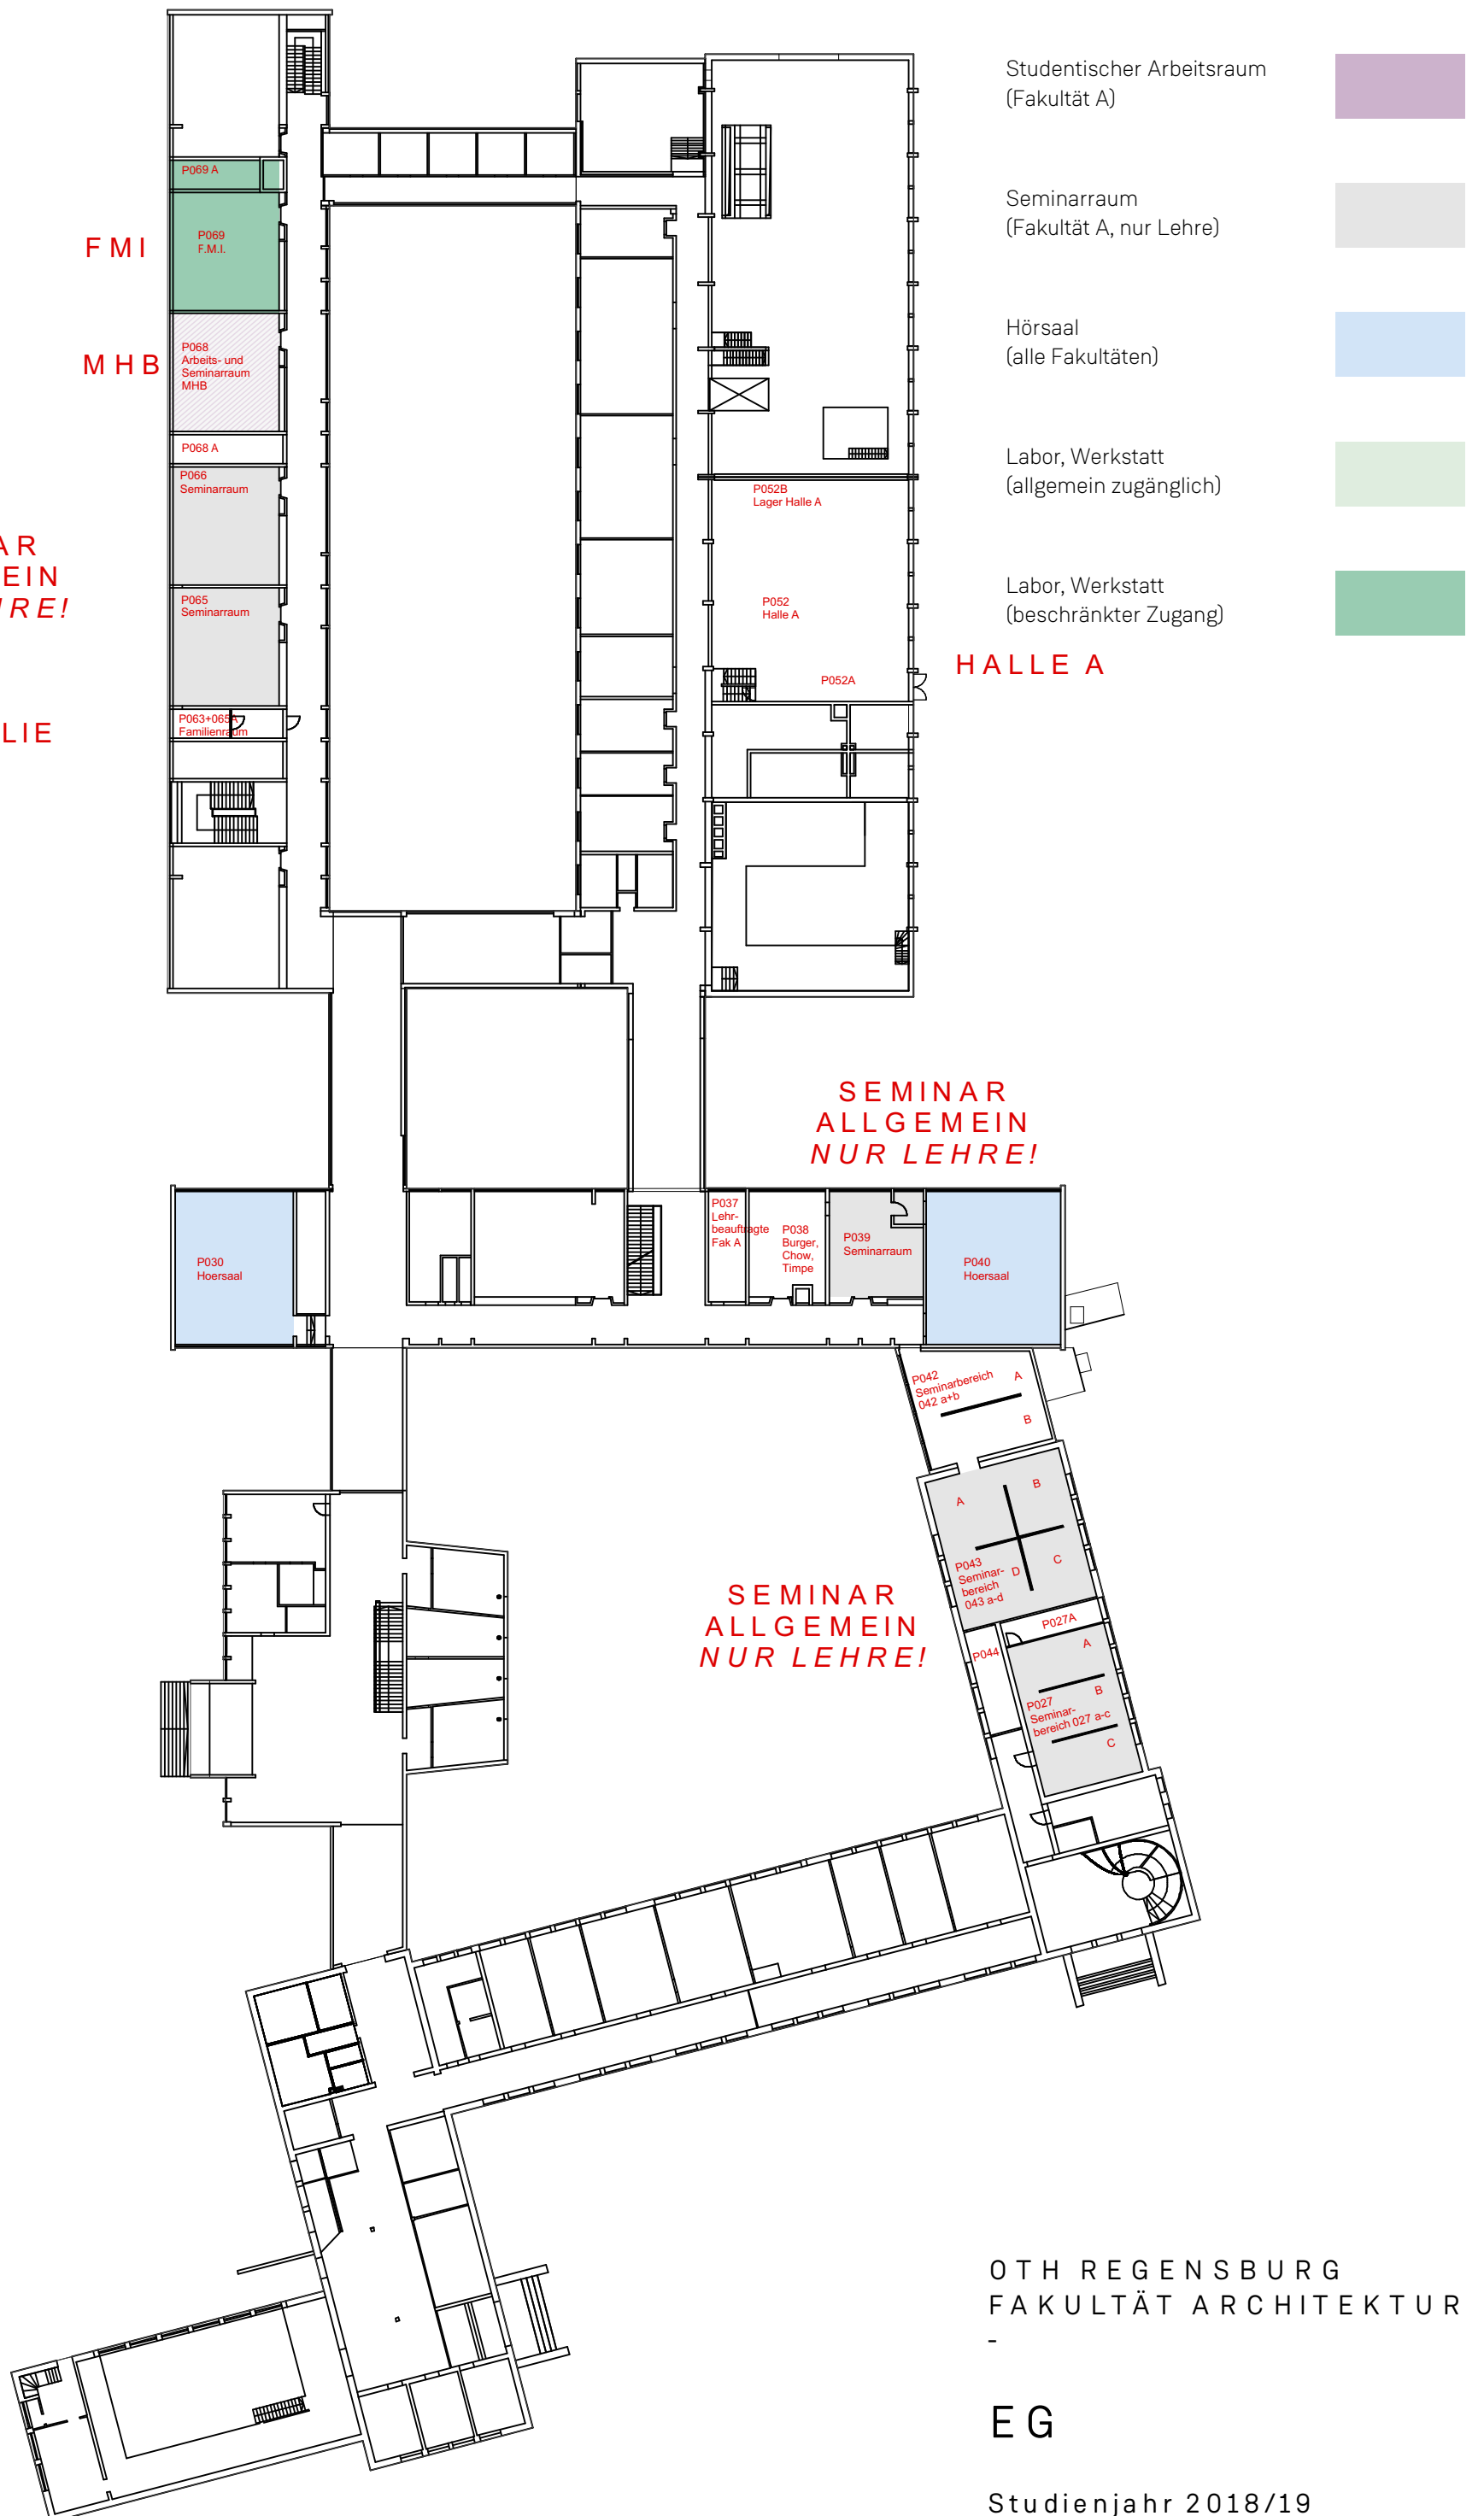 Studentischer Arbeitsraum
(Fakultät A)
Seminarraum
(Fakultät A, nur Lehre)
Hörsaal
(alle Fakultäten)
Labor, Werkstatt
(allgemein zugänglich)
Labor, Werkstatt
(beschränkter Zugang)
P069 A
FMI
P069
F.M.I.
MHB
P068
Arbeits- und
Seminarraum
MHB
P068 A
P066
Seminarraum
AR
EIN
RE!
P065
Seminarraum
P063+065A
Familienraum
LIE
P052B
Lager Halle A
P052
Halle A
P052A
HALLE A
SEMINAR
ALLGEMEIN
NUR LEHRE!
P030
Hoersaal
P037
Lehr-
beauftragte
Fak A
P038
Burger,
Chow,
Timpe
P039
Seminarraum
P040
Hoersaal
P042
Seminarbereich
042 a+b
A
B
A
B
C
D
P043
Seminar-
bereich
043 a-d
SEMINAR
ALLGEMEIN
NUR LEHRE!
P027A
P044
A
B
C
P027
Seminar-
bereich 027 a-c
OTH REGENSBURG
FAKULTÄT ARCHITEKTUR
-
EG
Studienjahr 2018/19